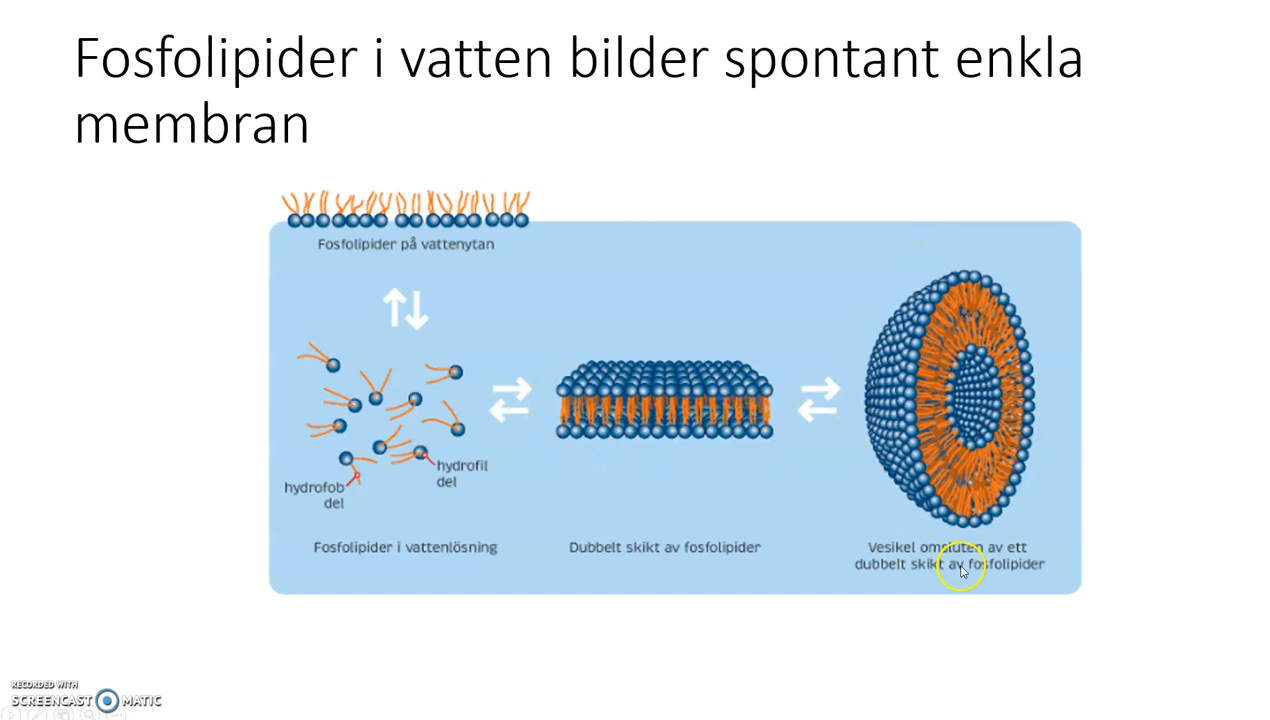 Fosfolipider i vatten bilder spontant enkla
membran
Fosfolipider på vattenytan
hydrofil
del
hydrofob
del
Fosfolipider i vattenlösning
Dubbelt skikt av fosfolipider
Vesikel omsluten av ett
dubbelt skikt av fosfolipider
RECORDED WITH
SCREENCAST MATIC